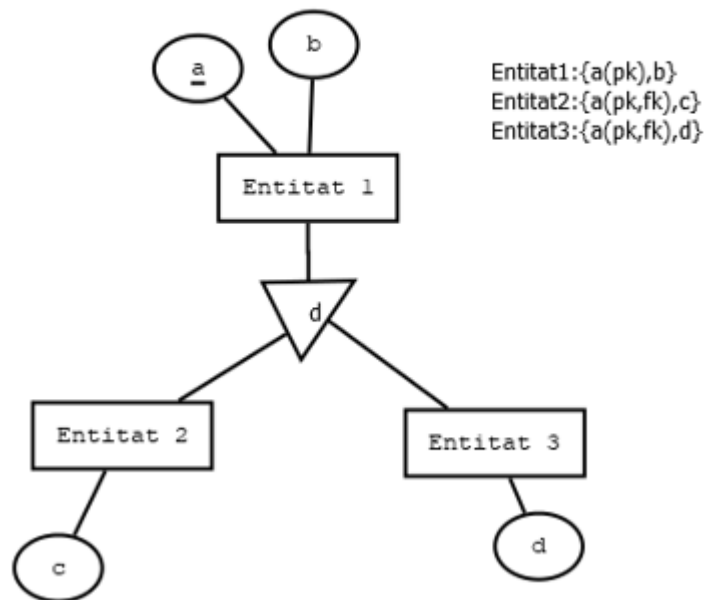 a
b
Entitat1:{a(pk),b}
Entitat2:{a(pk,fk),c}
Entitat3:{a(pk,fk),d}
Entitat 1
d
Entitat 2
Entitat 3
c
d